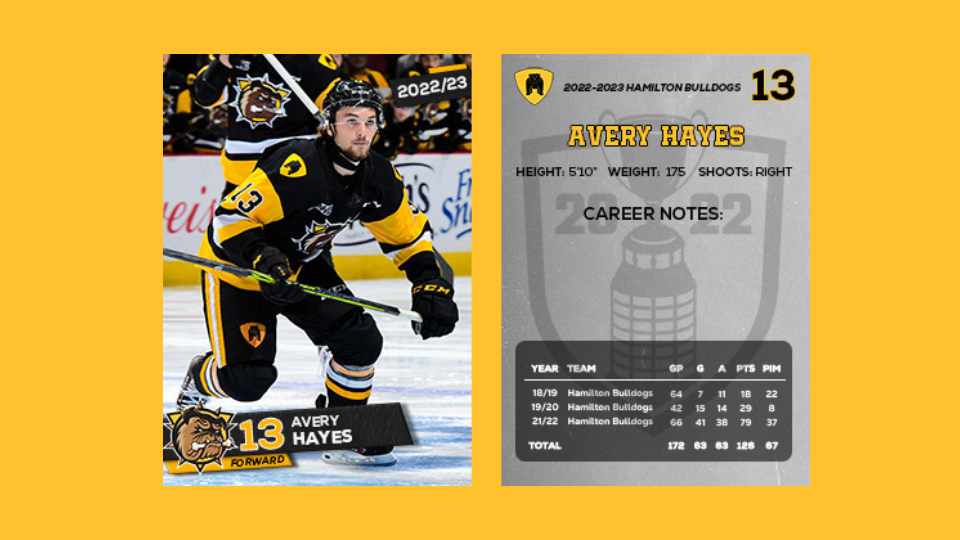 2022/23
13
CCM
13
AVERY
HAYES
FORWARD
2022-2023 HAMILTON BULLDOGS 13
AVERY HAYES
HEIGHT: 5'10" WEIGHT: 175 SHOOTS: RIGHT
2022
CAREER NOTES:
YEAR TEAM GP G A PTS PIM
18/19 Hamilton Bulldogs 64 7 11 18 22
19/20 Hamilton Bulldogs 42 15 14 29 8
21/22 Hamilton Bulldogs 66 41 38 79 37
TOTAL 172 63 63 126 67